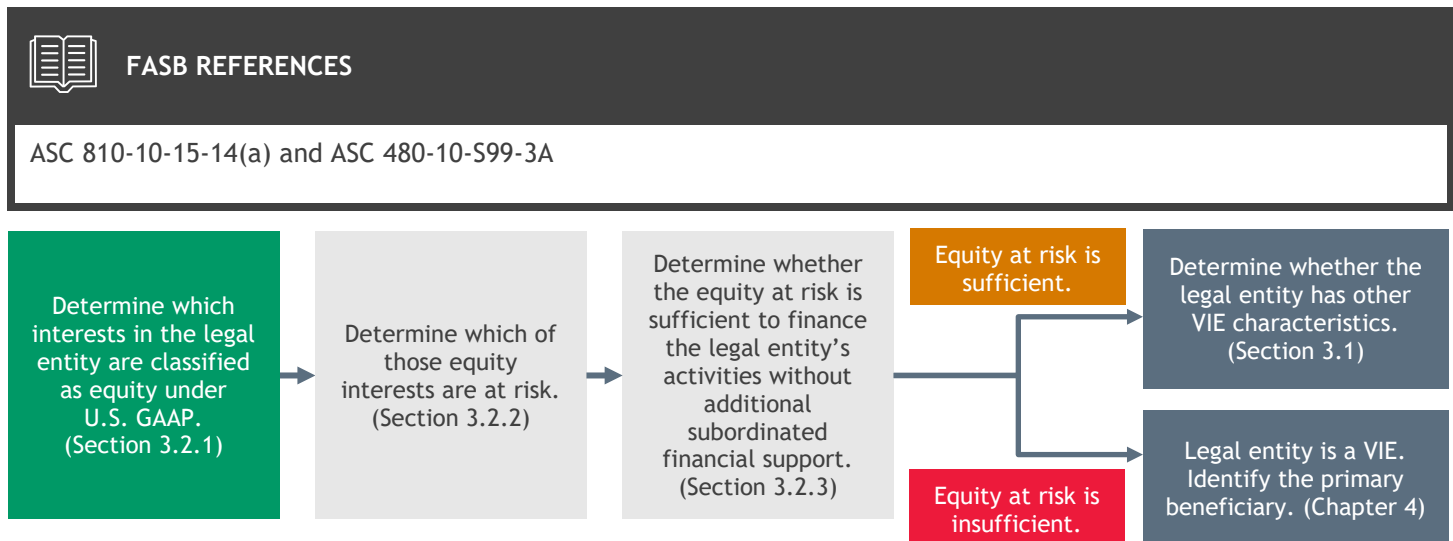 FASB REFERENCES
ASC 810-10-15-14(a) and ASC 480-10-S99-3A
Determine which
interests in the legal
entity are classified
as equity under
U.S. GAAP.
(Section 3.2.1)
Determine which of
those equity
interests are at risk.
(Section 3.2.2)
Determine whether
the equity at risk is
sufficient to finance
the legal entity’s
activities without
additional
subordinated
financial support.
(Section 3.2.3)
Equity at risk is
sufficient.
Determine whether the
legal entity has other
VIE characteristics.
(Section 3.1)
Equity at risk is
insufficient.
Legal entity is a VIE.
Identify the primary
beneficiary. (Chapter 4)